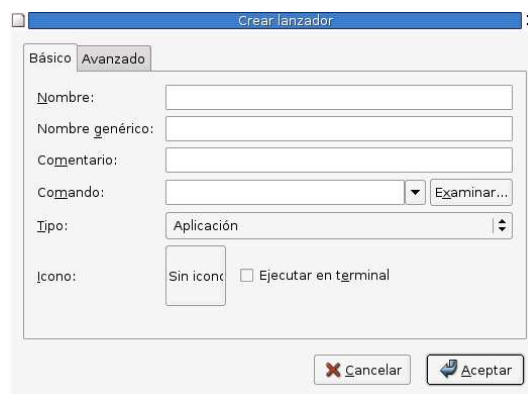 Crear lanzador
Básico Avanzado
Nombre:
Nombre genérico:
Comentario:
Comando: Examinar...
Tipo: Aplicación
Icono: Sin icono Ejecutar en terminal
Cancelar Aceptar